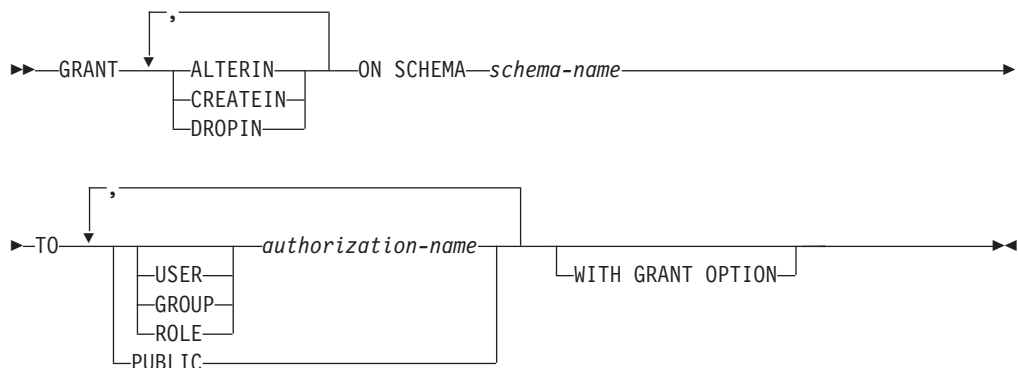 ,
GRANT ALTERIN ON SCHEMA schema-name
CREATEIN
DROPIN
,
TO authorization-name
USER WITH GRANT OPTION
GROUP
ROLE
PUBLIC